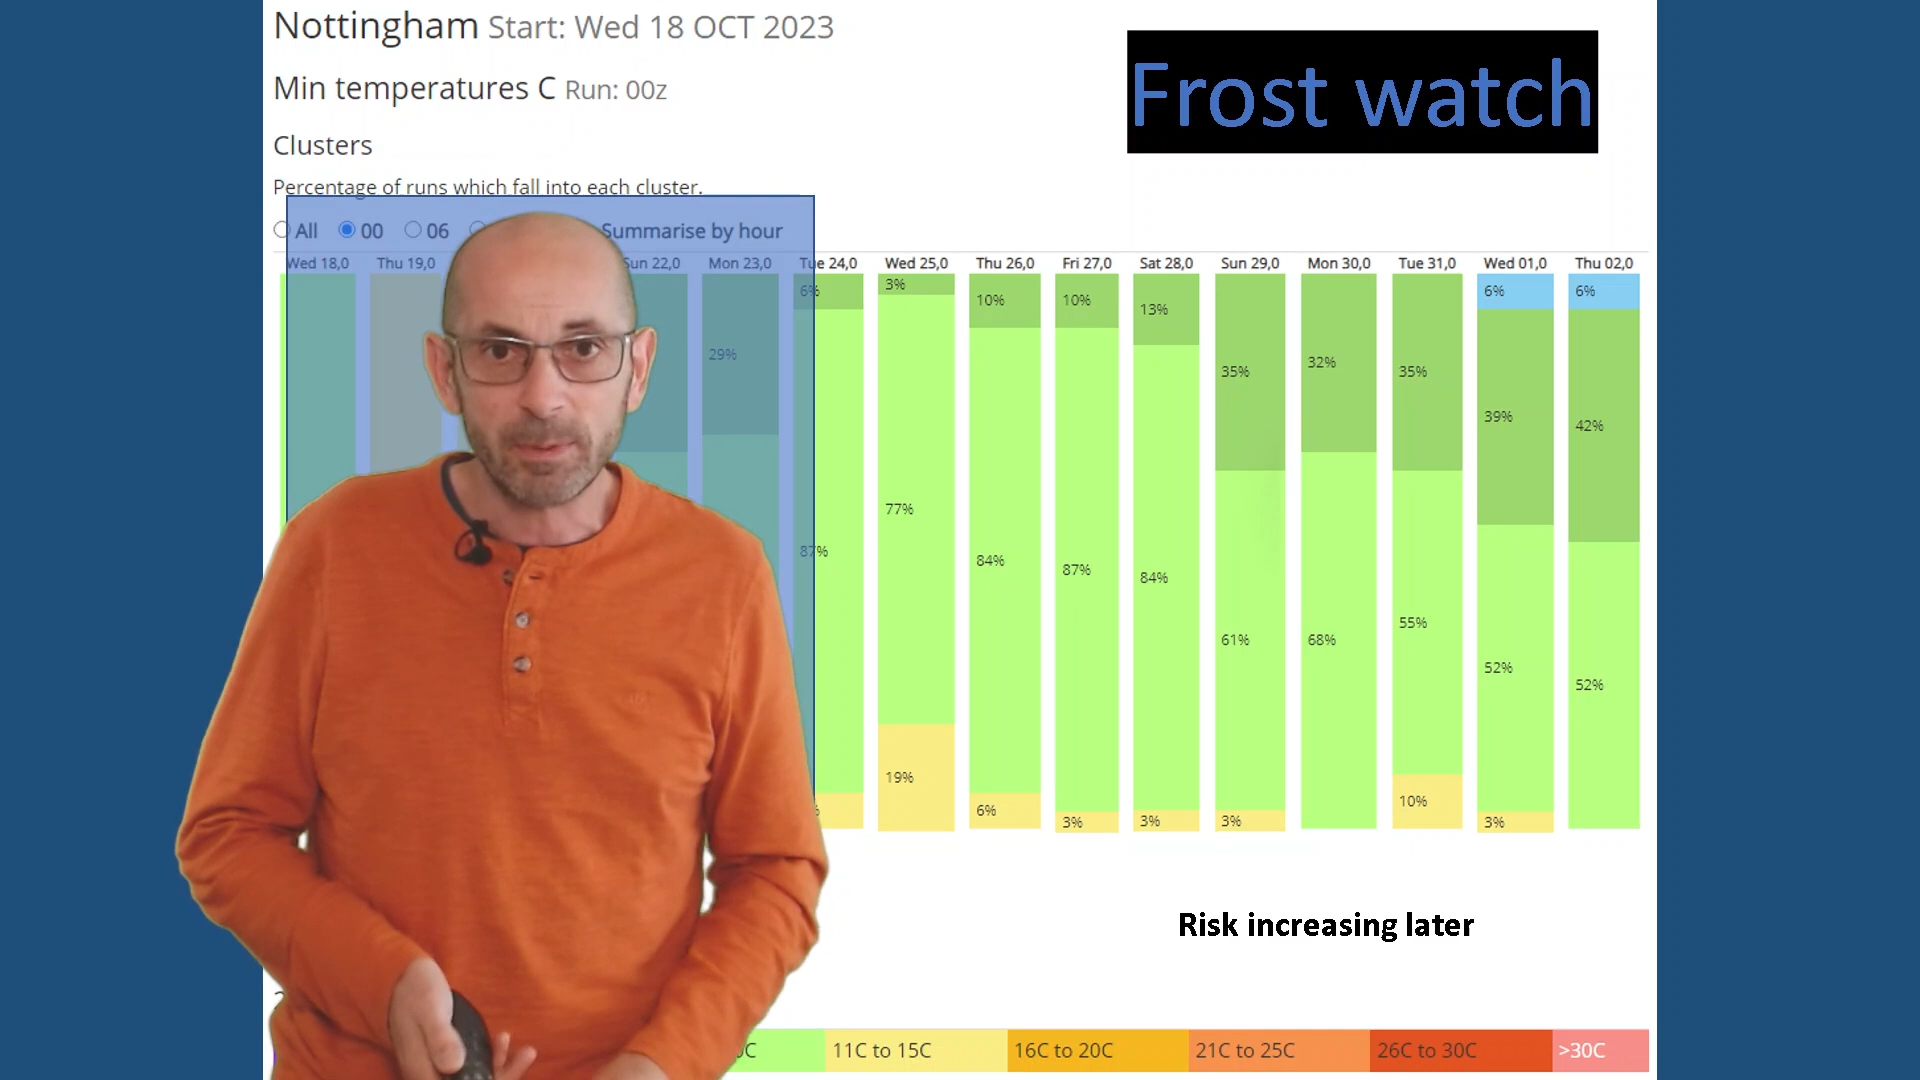 Nottingham Start: Wed 18 OCT 2023
Frost watch
Min temperatures C Run: 00z
Clusters
Percentage of runs which fall into each cluster.
All 00 06 Summarise by hour
Wed 18,0 Thu 19,0 Sun 22,0 Mon 23,0 Tue 24,0 Wed 25,0 Thu 26,0 Fri 27,0 Sat 28,0 Sun 29,0 Mon 30,0 Tue 31,0 Wed 01,0 Thu 02,0
6% 3% 10% 10% 13% 6% 6%
29% 35% 32% 35% 39% 42%
87% 77% 84% 87% 84% 61% 68% 55% 52% 52%
19% 6% 3% 3% 3% 10% 3%
Risk increasing later
11C to 15C 16C to 20C 21C to 25C 26C to 30C >30C